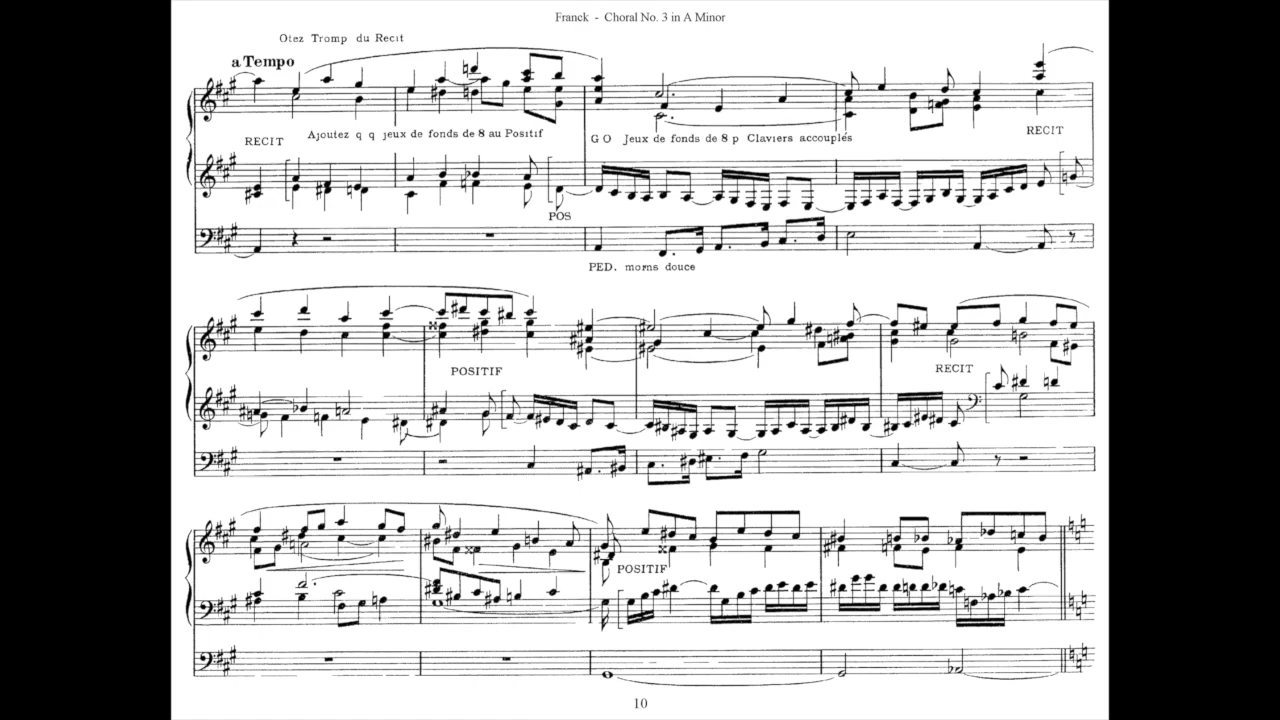 Franck - Choral No. 3 in A Minor
Otez Tromp du Recit
a Tempo
RECIT
Ajoutez q q jeux de fonds de 8 au Positif
G O Jeux de fonds de 8 p Claviers accouplés
RECIT
POS
PED. moins douce
POSITIF
RECIT
POSITIF
10